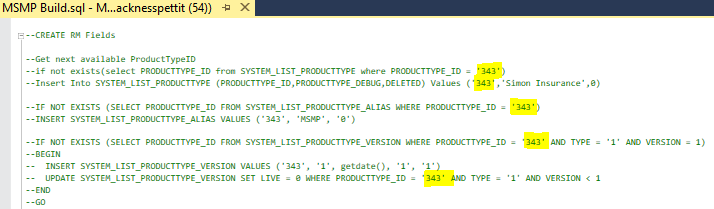 MSMP Build.sql - M...acknesspettit (54))
--CREATE RM Fields
--Get next available ProductTypeID
--if not exists(select PRODUCTTYPE_ID from SYSTEM_LIST_PRODUCTTYPE where PRODUCTTYPE_ID = '343')
--Insert Into SYSTEM_LIST_PRODUCTTYPE (PRODUCTTYPE_ID,PRODUCTTYPE_DEBUG,DELETED) Values ('343','Simon Insurance',0)
--IF NOT EXISTS (SELECT PRODUCTTYPE_ID FROM SYSTEM_LIST_PRODUCTTYPE_ALIAS WHERE PRODUCTTYPE_ID = '343')
--INSERT SYSTEM_LIST_PRODUCTTYPE_ALIAS VALUES ('343', 'MSMP', '0')
--IF NOT EXISTS (SELECT PRODUCTTYPE_ID FROM SYSTEM_LIST_PRODUCTTYPE_VERSION WHERE PRODUCTTYPE_ID = '343' AND TYPE = '1' AND VERSION = 1)
--BEGIN
--  INSERT SYSTEM_LIST_PRODUCTTYPE_VERSION VALUES ('343', '1', getdate(), '1', '1')
--  UPDATE SYSTEM_LIST_PRODUCTTYPE_VERSION SET LIVE = 0 WHERE PRODUCTTYPE_ID = '343' AND TYPE = '1' AND VERSION < 1
--END
--GO